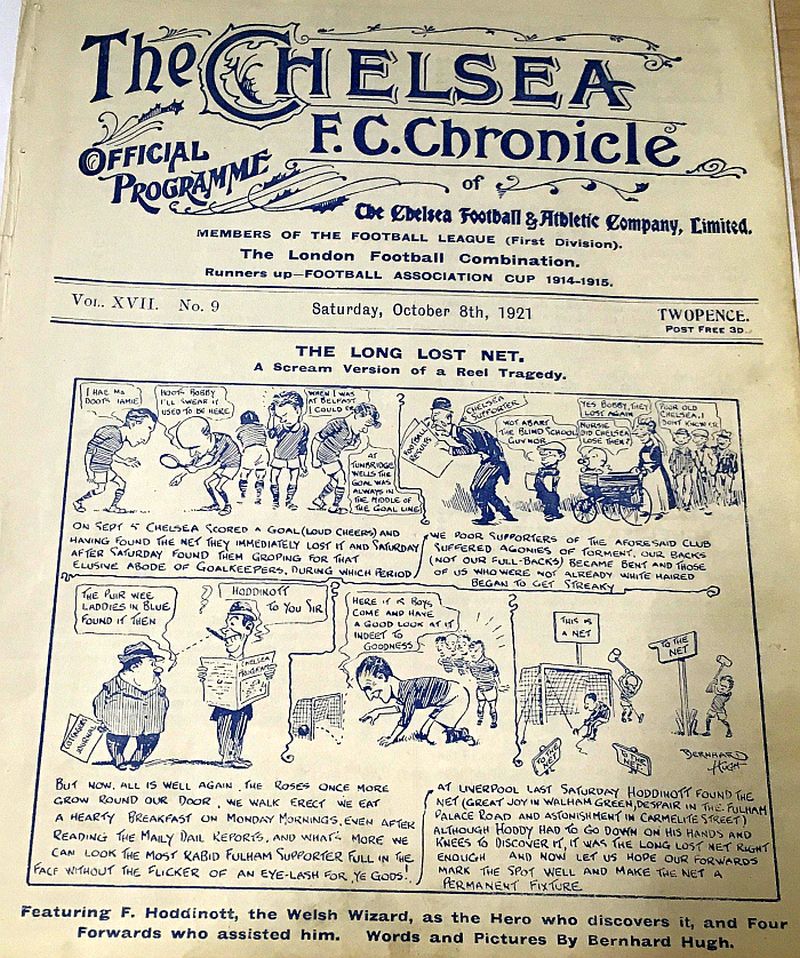 The CHELSEA
F.C. Chronicle
OFFICIAL
PROGRAMME
of
The Chelsea Football & Athletic Company, Limited.
MEMBERS OF THE FOOTBALL LEAGUE (First Division).
The London Football Combination.
Runners up—FOOTBALL ASSOCIATION CUP 1914-1915.
VOL. XVII. No. 9
Saturday, October 8th, 1921
TWOPENCE.
POST FREE 3D.
THE LONG LOST NET.
A Scream Version of a Reel Tragedy.
I HAE MA
DOOTS JAMIE
HOOTS BOBBY
I'LL SWEAR IT
USED TO BE HERE
WHEN I WAS
AT BELFAST
I COULD
AT
TUNBRIDGE
WELLS THE
GOAL WAS
ALWAYS IN
THE MIDDLE OF
THE GOAL LINE
ON SEPT 5 CHELSEA SCORED A GOAL (LOUD CHEERS) AND
HAVING FOUND THE NET THEY IMMEDIATELY LOST IT AND SATURDAY
AFTER SATURDAY FOUND THEM GROPING FOR THAT
ELUSIVE ABODE OF GOALKEEPERS, DURING WHICH PERIOD
CHELSEA
SUPPORTER
FOOTBALL
RESULTS
WOT ABART
THE BLIND SCHOOL
GUVNOR
YES BOBBY, THEY
LOST AGAIN
NURSIE
DID CHELSEA
LOSE THEN?
POOR OLD
CHELSEA, I
DONT KNOW
WE POOR SUPPORTERS OF THE AFORESAID CLUB
SUFFERED AGONIES OF TORMENT. OUR BACKS
(NOT OUR FULL-BACKS) BECAME BENT AND THOSE
OF US WHO WERE NOT ALREADY WHITE HAIRED
BEGAN TO GET STREAKY
THE PUIR WEE
LADDIES IN BLUE
FOUND IT THEN
JOURNAL
HODDINOTT
TO YOU SIR
CHELSEA
PROGRAMME
BUT NOW, ALL IS WELL AGAIN. THE ROSES ONCE MORE
GROW ROUND OUR DOOR, WE WALK ERECT WE EAT
A HEARTY BREAKFAST ON MONDAY MORNINGS, EVEN AFTER
READING THE MAILY DAIL REPORTS, AND WHATS MORE WE
CAN LOOK THE MOST RABID FULHAM SUPPORTER FULL IN THE
FACE WITHOUT THE FLICKER OF AN EYE-LASH FOR, YE GODS!,
HERE IT IS BOYS
COME AND HAVE
A GOOD LOOK AT IT
INDEET TO
GOODNESS
THIS IS
A NET
TO THE
NET
TO THE
NET
TO THE
NET
BERNHARD
HUGH
AT LIVERPOOL LAST SATURDAY HODDINOTT FOUND THE
NET (GREAT JOY IN WALHAM GREEN, DESPAIR IN THE FULHAM
PALACE ROAD AND ASTONISHMENT IN CARMELITE STREET)
ALTHOUGH HODDY HAD TO GO DOWN ON HIS HANDS AND
KNEES TO DISCOVER IT, IT WAS THE LONG LOST NET RIGHT
ENOUGH AND NOW LET US HOPE OUR FORWARDS
MARK THE SPOT WELL AND MAKE THE NET A
PERMANENT FIXTURE
Featuring F. Hoddinott, the Welsh Wizard, as the Hero who discovers it, and Four
Forwards who assisted him. Words and Pictures By Bernhard Hugh.